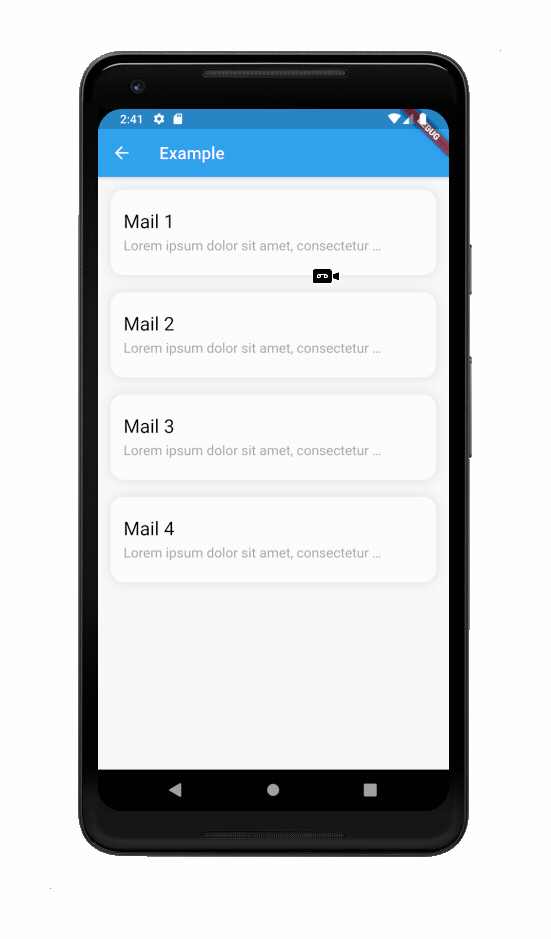 2:41
DEBUG
Example
Mail 1
Lorem ipsum dolor sit amet, consectetur ...
Mail 2
Lorem ipsum dolor sit amet, consectetur ...
Mail 3
Lorem ipsum dolor sit amet, consectetur ...
Mail 4
Lorem ipsum dolor sit amet, consectetur ...